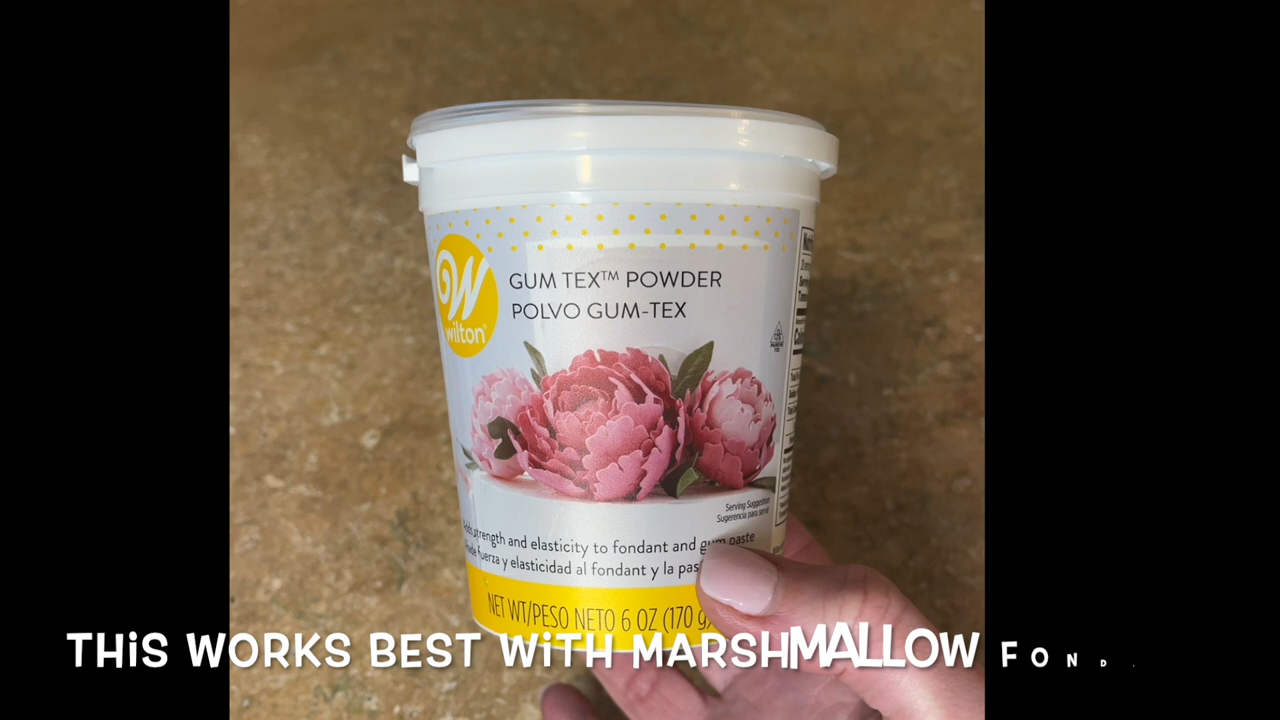 W
wilton
GUM TEX™ POWDER
POLVO GUM-TEX
Serving Suggestion
Sugerencia para servir
strength and elasticity to fondant and gum paste
fuerza y elasticidad al fondant y la
NET WT/PESO NETO 6 OZ (170 g)
THiS WORKS BEST WiTH MARSHMALLOW FOND